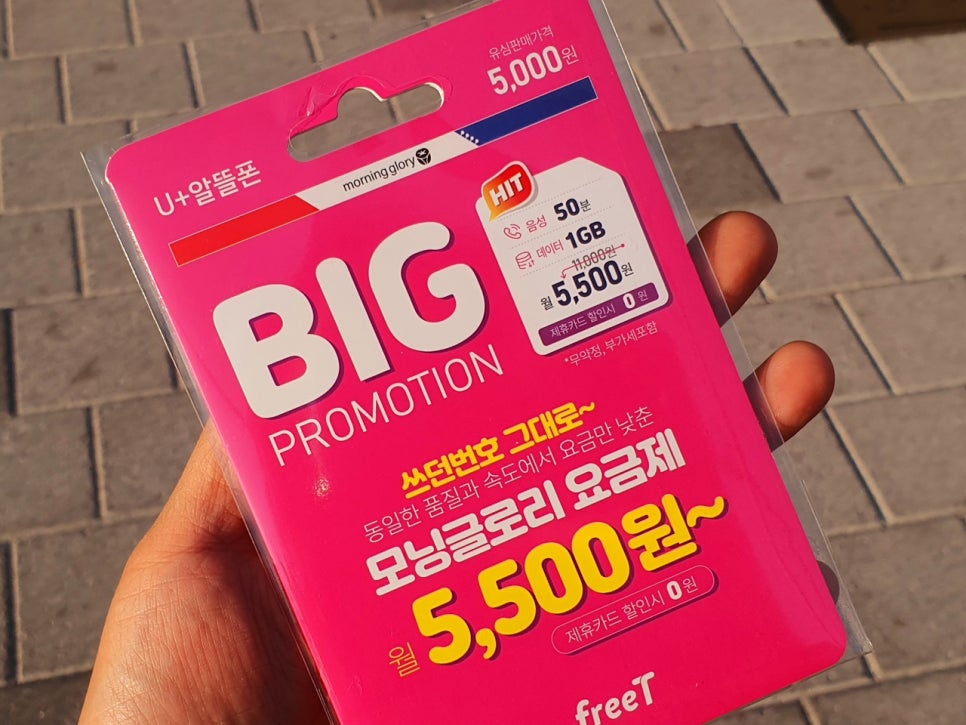 유심판매가격
5,000원
U+알뜰폰
morning glory
HIT
음성 50분
데이터 1GB
11,000원
월 5,500원
제휴카드 할인시 0원
*무약정, 부가세포함
BIG
PROMOTION
쓰던번호 그대로~
동일한 품질과 속도에서 요금만 낮춘
모닝글로리 요금제
월 5,500원~
제휴카드 할인시 0원
freeT